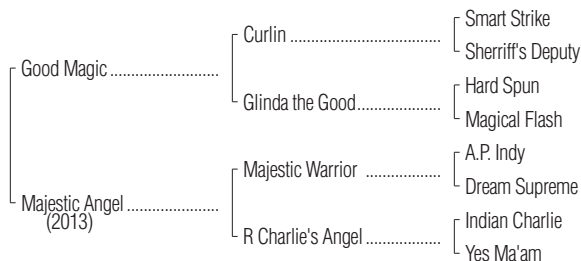 Smart Strike
Curlin ....................................
Sherriff's Deputy
Good Magic ..........................
Hard Spun
Glinda the Good....................
Magical Flash
A.P. Indy
Majestic Warrior ..................
Dream Supreme
Majestic Angel ......................
(2013)
Indian Charlie
R Charlie's Angel..................
Yes Ma'am